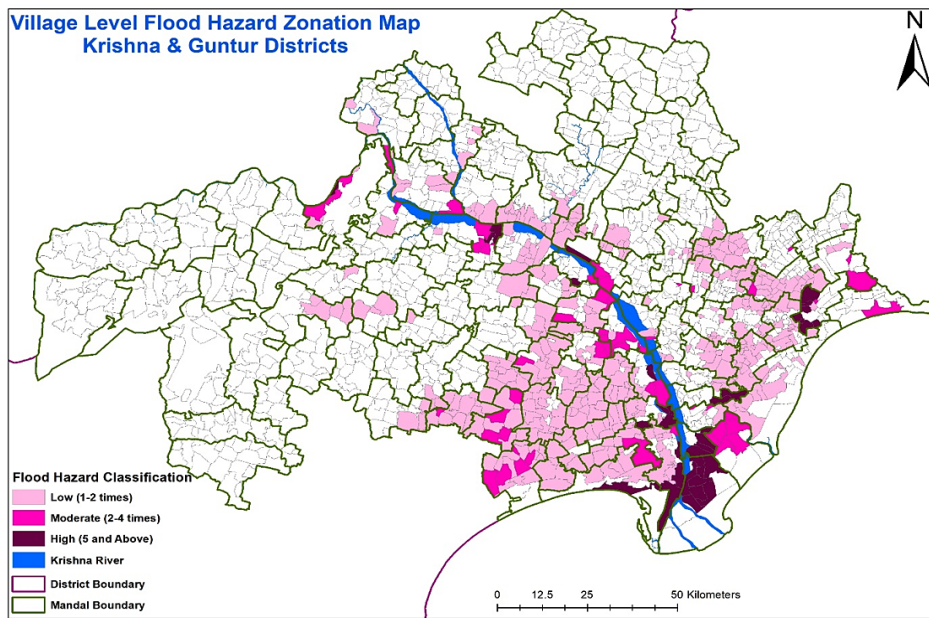 Village Level Flood Hazard Zonation Map
Krishna & Guntur Districts
N
Flood Hazard Classification
Low (1-2 times)
Moderate (2-4 times)
High (5 and Above)
Krishna River
District Boundary
Mandal Boundary
0 12.5 25 50 Kilometers